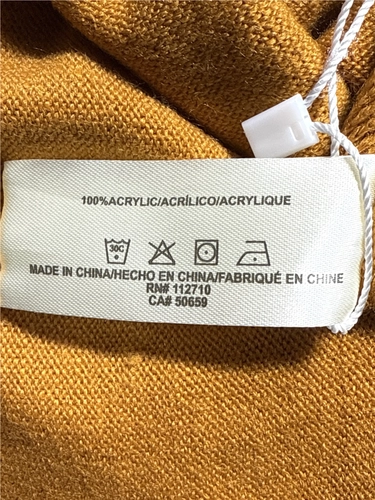 100%ACRYLIC/ACRÍLICO/ACRYLIQUE
30C
MADE IN CHINA/HECHO EN CHINA/FABRIQUÉ EN CHINE
RN# 112710
CA# 50659